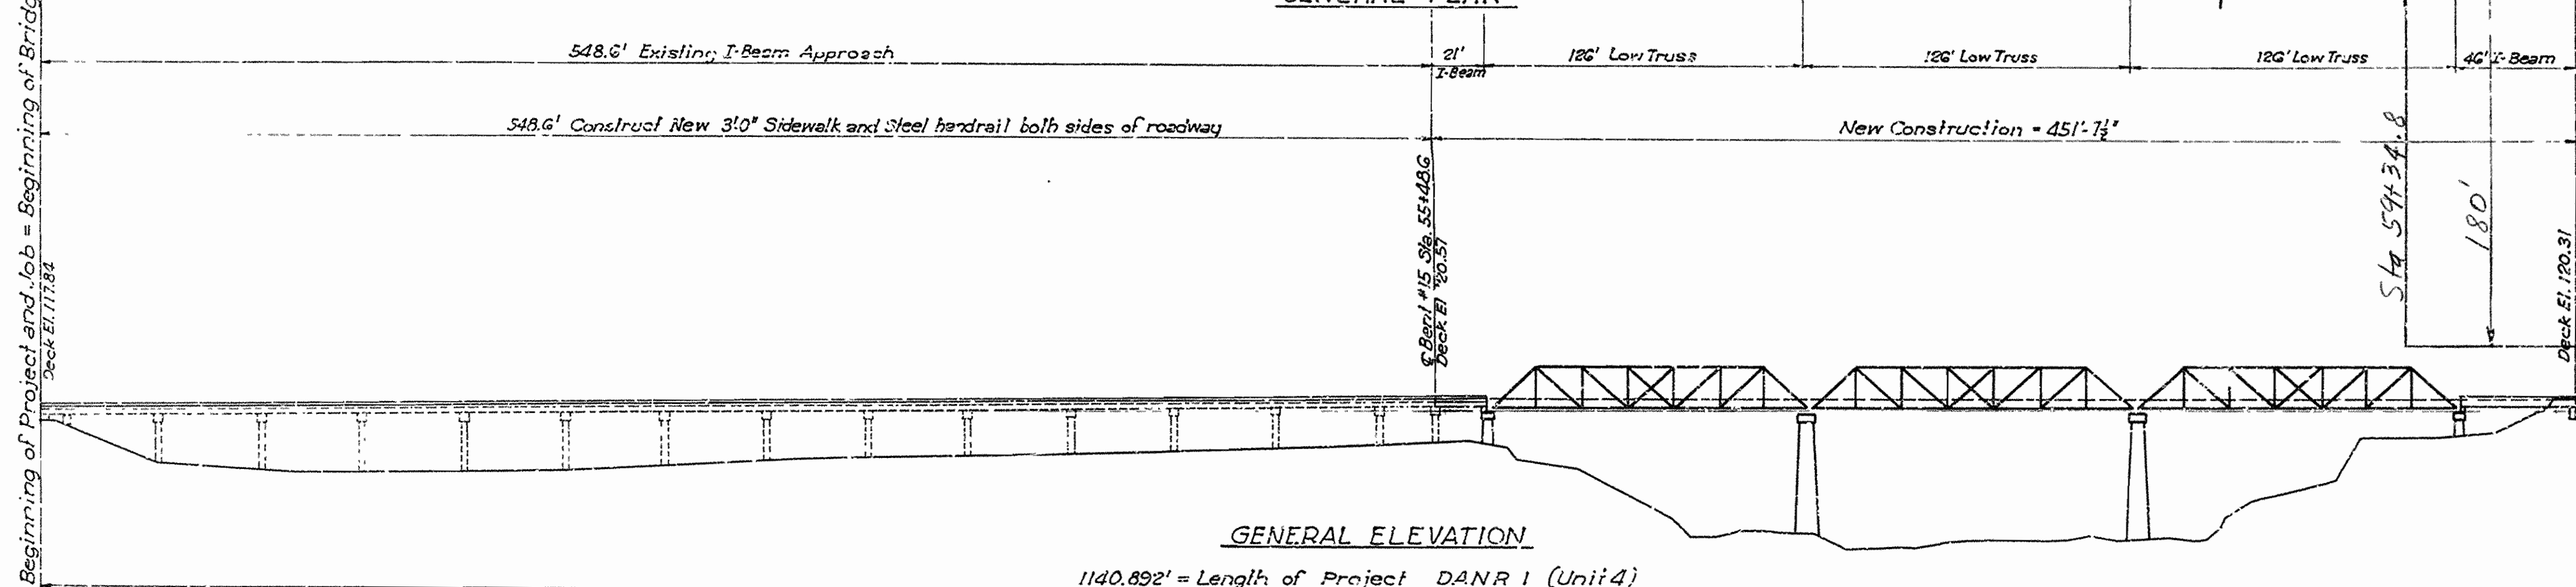 GENERAL PLAN
548.6' Existing I-Beam Approach
21'
I-Beam
126' Low Truss
126' Low Truss
126' Low Truss
46' I-Beam
548.6' Construct New 3'0" Sidewalk and Steel handrail both sides of roadway
New Construction = 451'-7½"
Beginning of Project and Job = Beginning of Bridge
Deck El. 117.84
℄ Bent #15 Sta. 55+48.6
Deck El 120.57
Sta 59+34.8
180'
Deck El. 120.31
GENERAL ELEVATION
1140.892' = Length of Project DANR 1 (Unit 4)